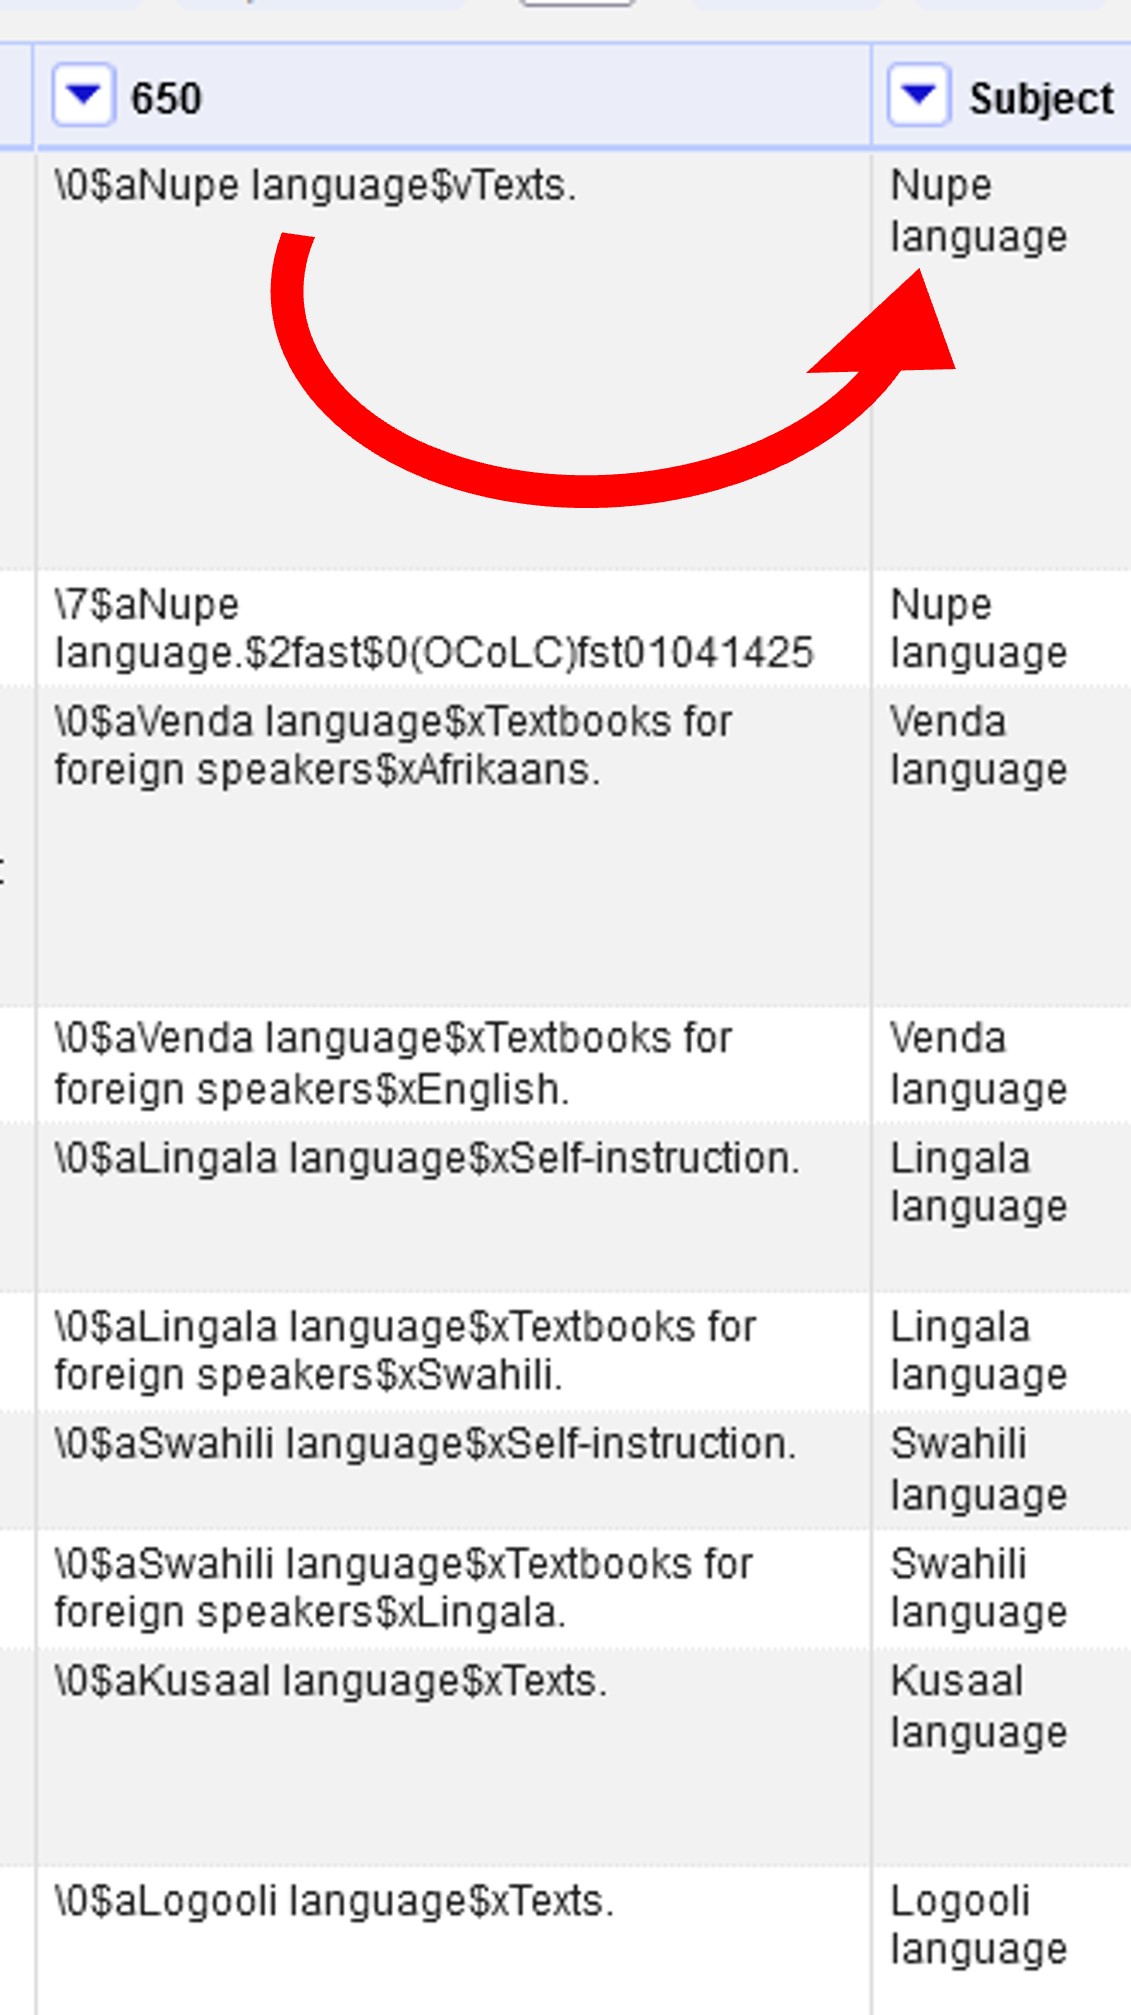 650 Subject
\0$aNupe language$vTexts. Nupe
language
\7$aNupe Nupe
language.$2fast$0(OCoLC)fst01041425 language
\0$aVenda language$xTextbooks for Venda
foreign speakers$xAfrikaans. language
\0$aVenda language$xTextbooks for Venda
foreign speakers$xEnglish. language
\0$aLingala language$xSelf-instruction. Lingala
language
\0$aLingala language$xTextbooks for Lingala
foreign speakers$xSwahili. language
\0$aSwahili language$xSelf-instruction. Swahili
language
\0$aSwahili language$xTextbooks for Swahili
foreign speakers$xLingala. language
\0$aKusaal language$xTexts. Kusaal
language
\0$aLogooli language$xTexts. Logooli
language